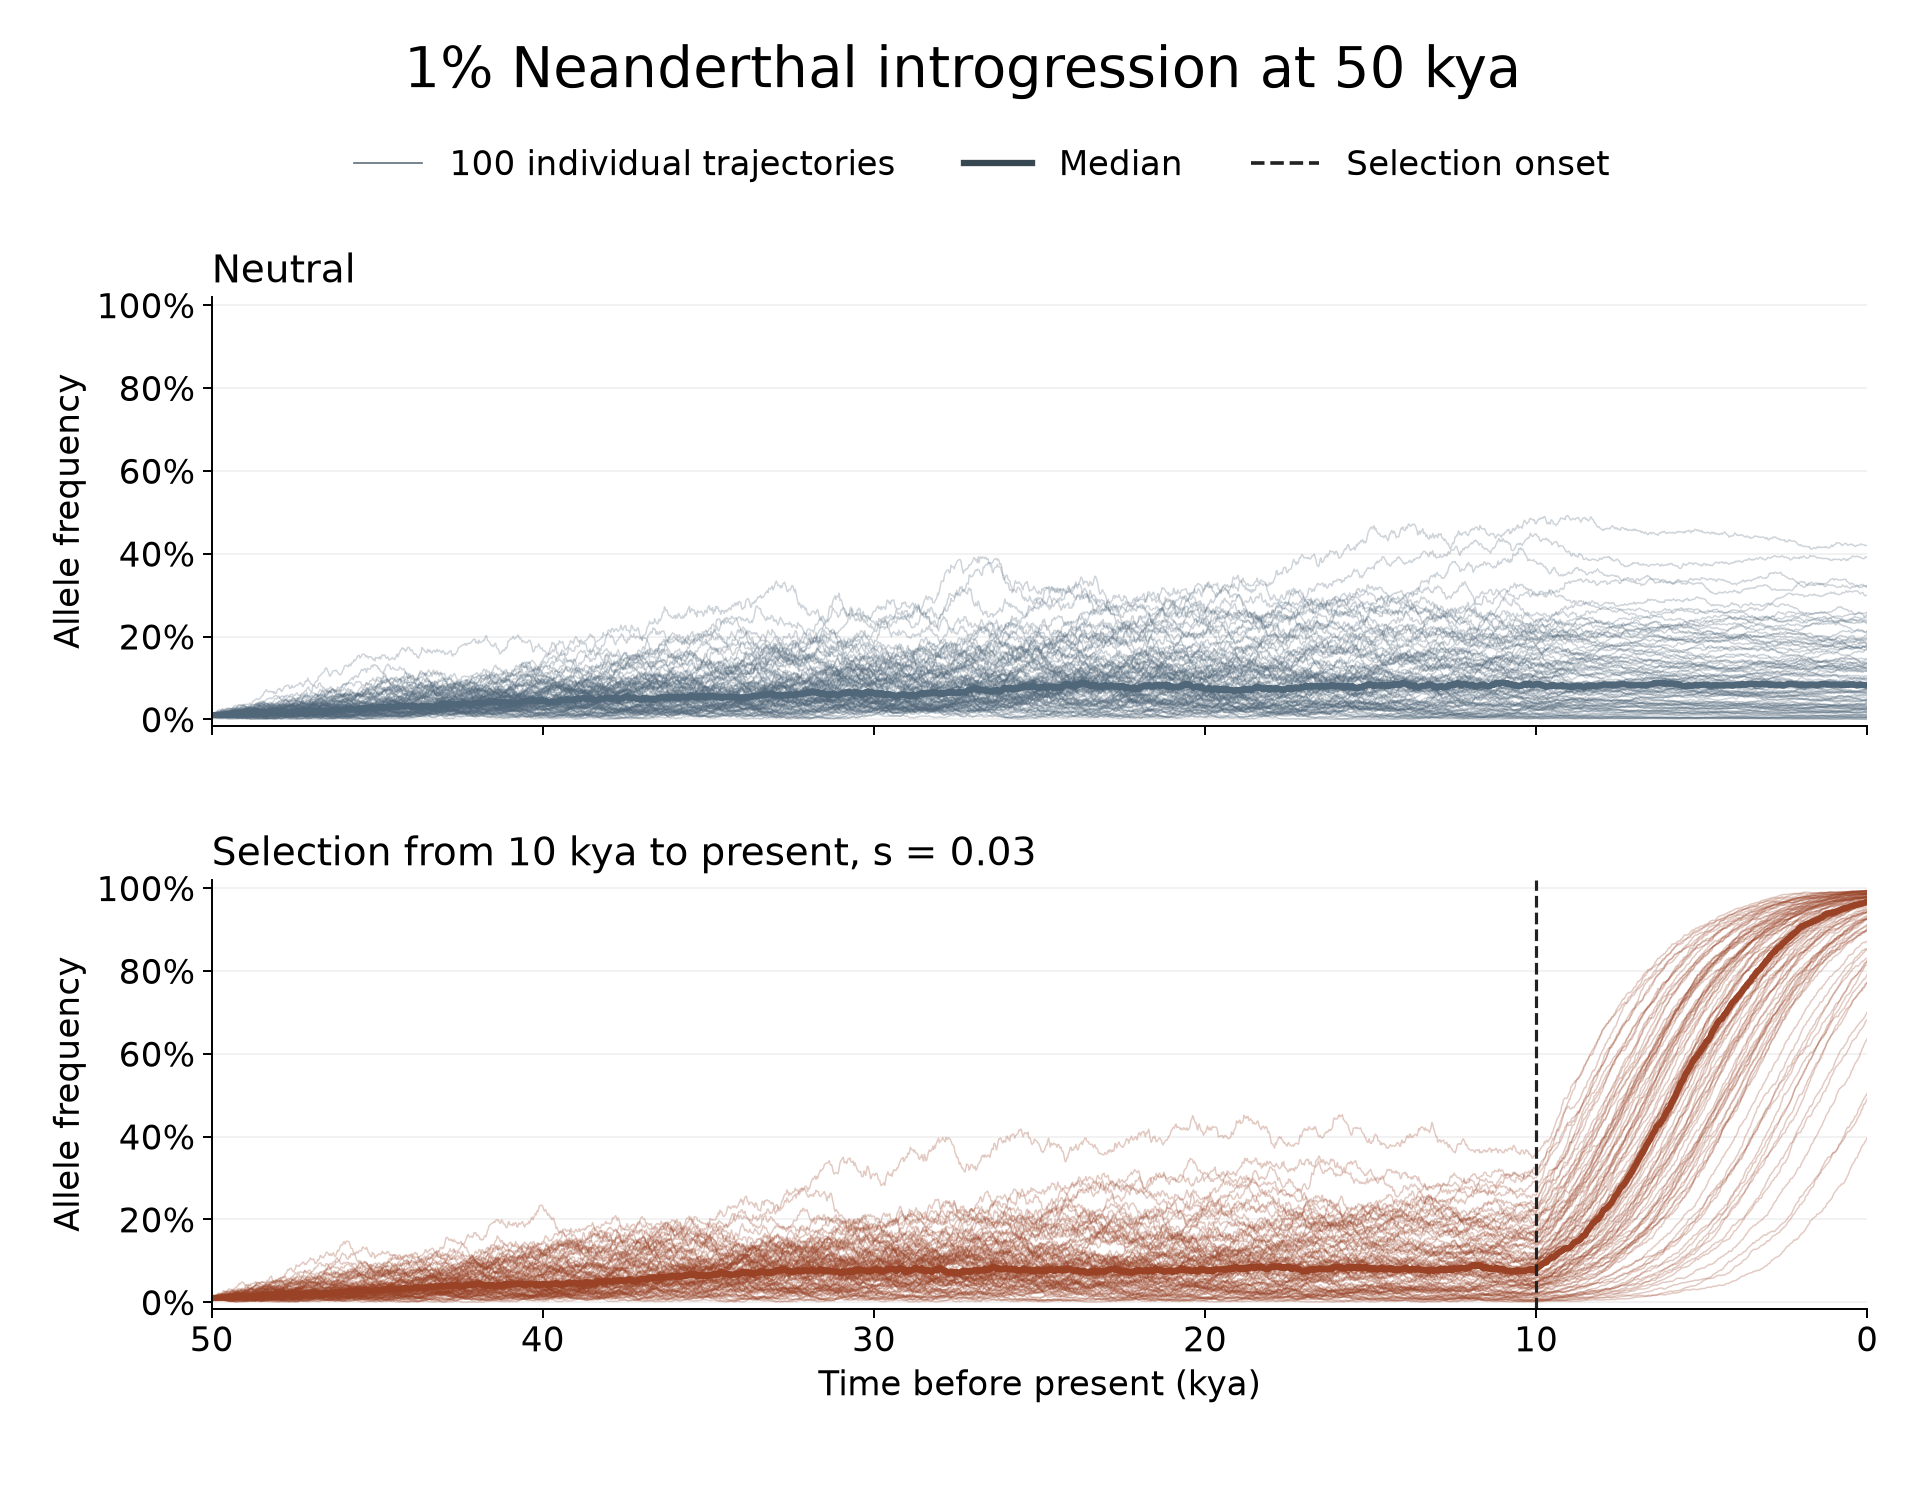 1% Neanderthal introgression at 50 kya
100 individual trajectories
Median
Selection onset
Neutral
100%
80%
60%
40%
20%
0%
Allele frequency
Selection from 10 kya to present, s = 0.03
100%
80%
60%
40%
20%
0%
Allele frequency
50 40 30 20 10 0
Time before present (kya)